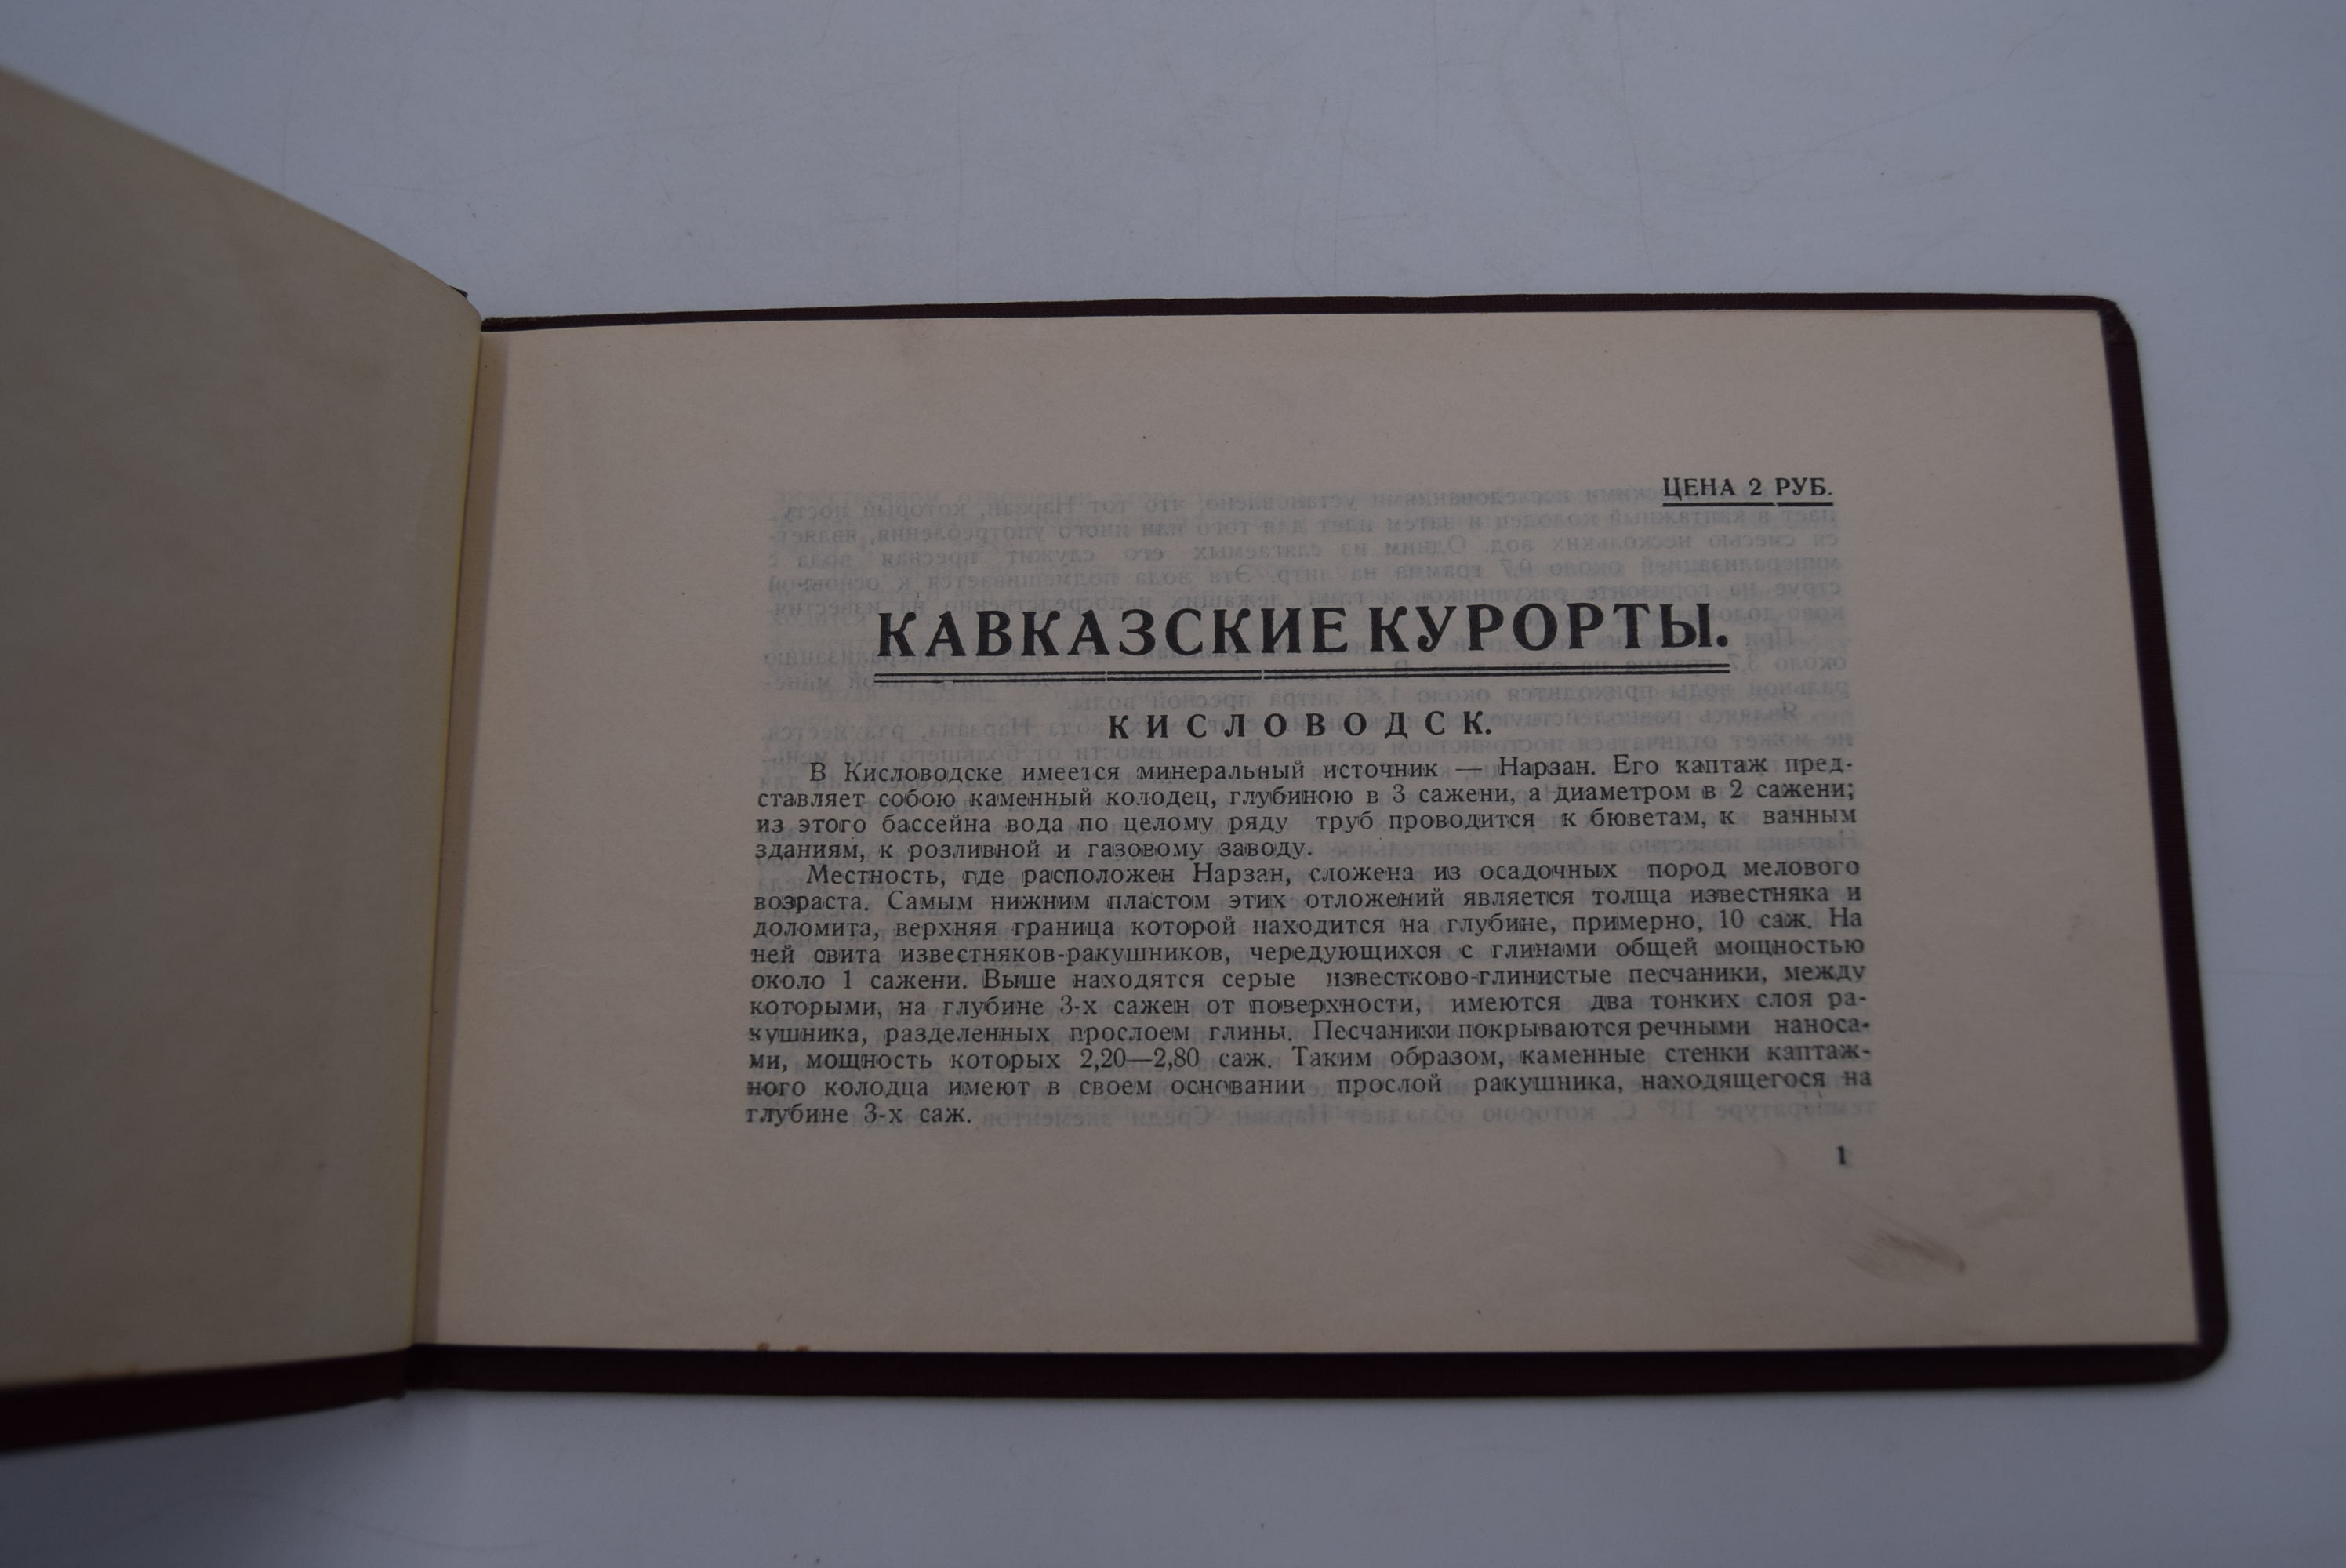 ЦЕНА 2 РУБ.
КАВКАЗСКИЕ КУРОРТЫ.
КИСЛОВОДСК.
В Кисловодске имеется минеральный источник — Нарзан. Его каптаж пред-
ставляет собою каменный колодец, глубиною в 3 сажени, а диаметром в 2 сажени;
из этого бассейна вода по целому ряду труб проводится к бюветам, к ванным
зданиям, к розливной и газовому заводу.
Местность, где расположен Нарзан, сложена из осадочных пород мелового
возраста. Самым нижним пластом этих отложений является толща известняка и
доломита, верхняя граница которой находится на глубине, примерно, 10 саж. На
ней свита известняков-ракушников, чередующихся с глинами общей мощностью
около 1 сажени. Выше находятся серые известково-глинистые песчаники, между
которыми, на глубине 3-х сажен от поверхности, имеются два тонких слоя ра-
кушника, разделенных прослоем глины. Песчаники покрываются речными наноса-
ми, мощность которых 2,20—2,80 саж. Таким образом, каменные стенки каптаж-
ного колодца имеют в своем основании прослой ракушника, находящегося на
глубине 3-х саж.
1